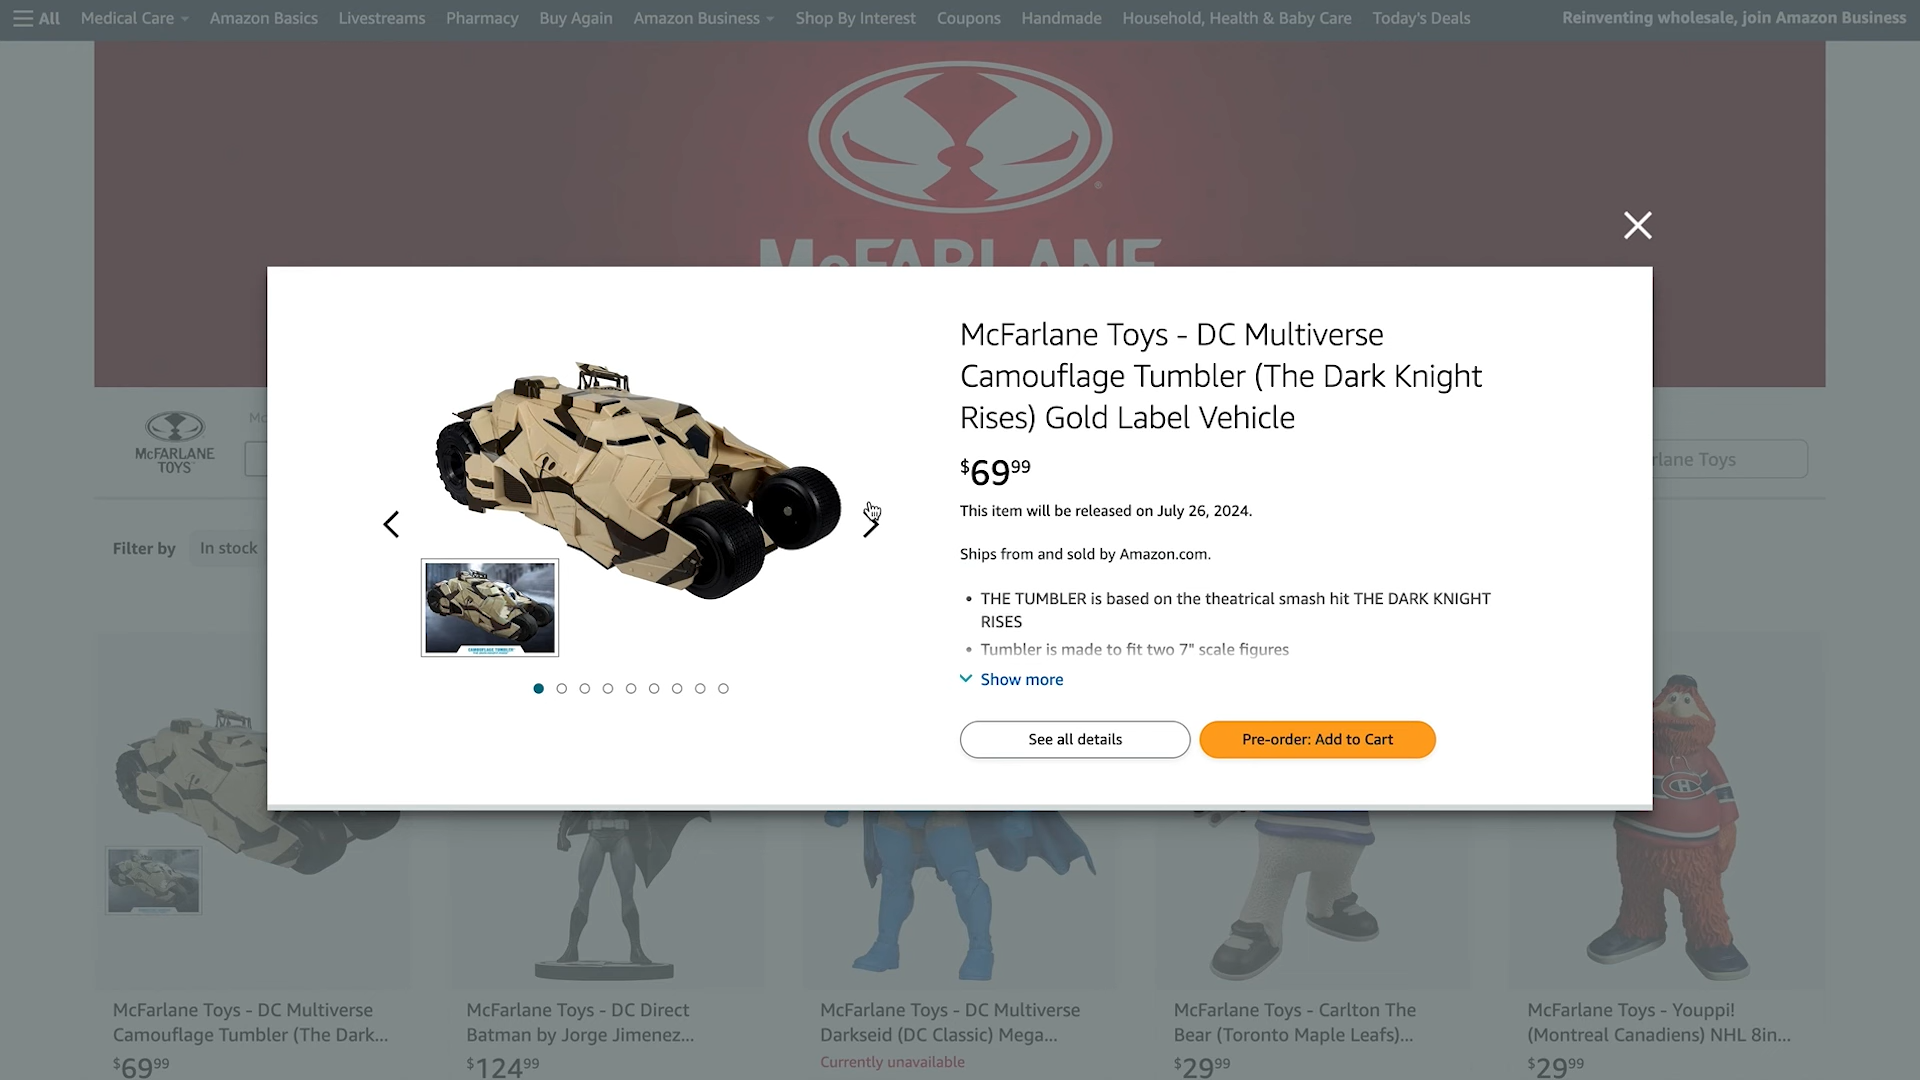 All
Medical Care
Amazon Basics
Livestreams
Pharmacy
Buy Again
Amazon Business
Shop By Interest
Coupons
Handmade
Household, Health & Baby Care
Today's Deals
Reinventing wholesale, join Amazon Business
McFARLANE
McFarlane Toys - DC Multiverse
Camouflage Tumbler (The Dark Knight
Rises) Gold Label Vehicle
$69.99
This item will be released on July 26, 2024.
Ships from and sold by Amazon.com.
• THE TUMBLER is based on the theatrical smash hit THE DARK KNIGHT
RISES
• Tumbler is made to fit two 7" scale figures
Show more
See all details
Pre-order: Add to Cart
CAMOUFLAGE TUMBLER
McFARLANE
TOYS
Mc
rlane Toys
Filter by
In stock
McFarlane Toys - DC Multiverse
Camouflage Tumbler (The Dark...
$69.99
McFarlane Toys - DC Direct
Batman by Jorge Jimenez...
$124.99
McFarlane Toys - DC Multiverse
Darkseid (DC Classic) Mega...
Currently unavailable
McFarlane Toys - Carlton The
Bear (Toronto Maple Leafs)...
$29.99
McFarlane Toys - Youppi!
(Montreal Canadiens) NHL 8in...
$29.99